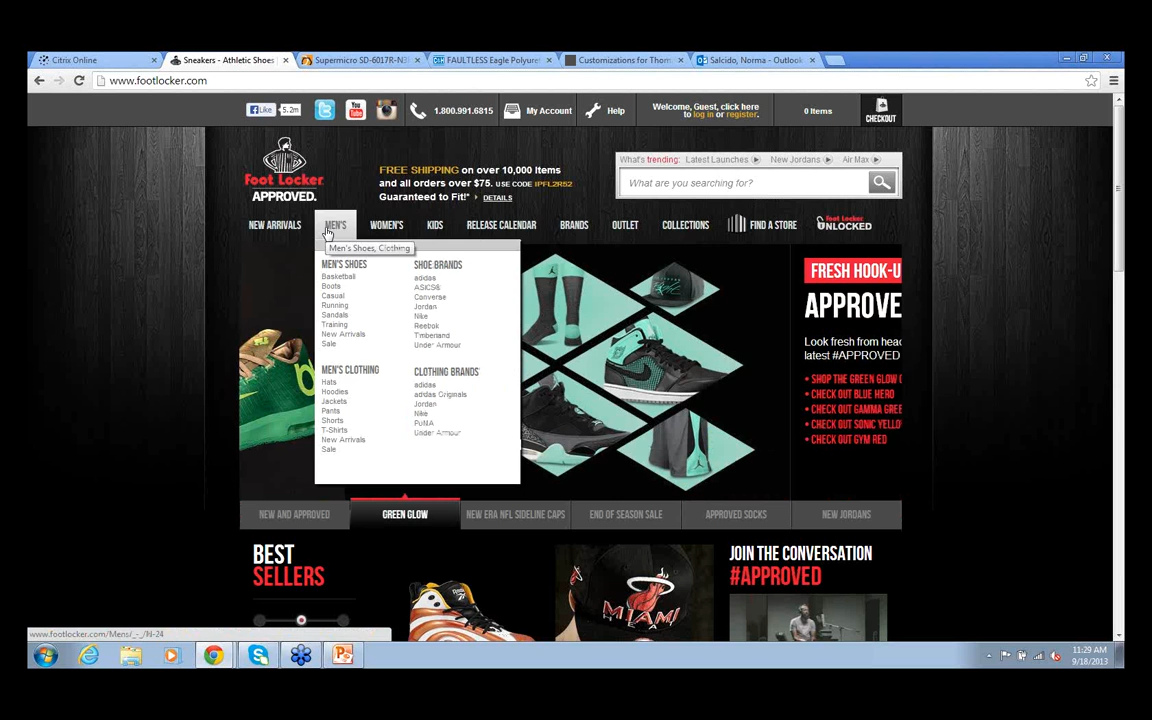 Citrix Online
Sneakers - Athletic Shoes
Supermicro SD-6017R-N3
FAULTLESS Eagle Polyuret
Customizations for Thom
Salcido, Norma - Outlook
www.footlocker.com
Like 5.2m
You Tube
1.800.991.6815
My Account
Help
Welcome, Guest, click here
to log in or register.
0 Items
CHECKOUT
Foot Locker
APPROVED.
FREE SHIPPING on over 10,000 Items
and all orders over $75. USE CODE IPFL2R52
Guaranteed to Fit!* DETAILS
What's trending: Latest Launches New Jordans Air Max
What are you searching for?
NEW ARRIVALS MEN'S WOMEN'S KIDS RELEASE CALENDAR BRANDS OUTLET COLLECTIONS FIND A STORE Foot Locker UNLOCKED
Men's Shoes, Clothing
MEN'S SHOES
Basketball
Boots
Casual
Running
Sandals
Training
New Arrivals
Sale
MEN'S CLOTHING
Hats
Hoodies
Jackets
Pants
Shorts
T-Shirts
New Arrivals
Sale
SHOE BRANDS
adidas
ASICS®
Converse
Jordan
Nike
Reebok
Timberland
Under Armour
CLOTHING BRANDS
adidas
adidas Originals
Jordan
Nike
PUMA
Under Armour
FRESH HOOK-U
APPROVE
Look fresh from head
latest #APPROVED
• SHOP THE GREEN GLOW C
• CHECK OUT BLUE HERO
• CHECK OUT GAMMA GREE
• CHECK OUT SONIC YELLO
• CHECK OUT GYM RED
NEW AND APPROVED GREEN GLOW NEW ERA NFL SIDELINE CAPS END OF SEASON SALE APPROVED SOCKS NEW JORDANS
BEST
SELLERS
MIAMI
JOIN THE CONVERSATION
#APPROVED
www.footlocker.com/Mens/_-_/N-24
11:29 AM
9/18/2013